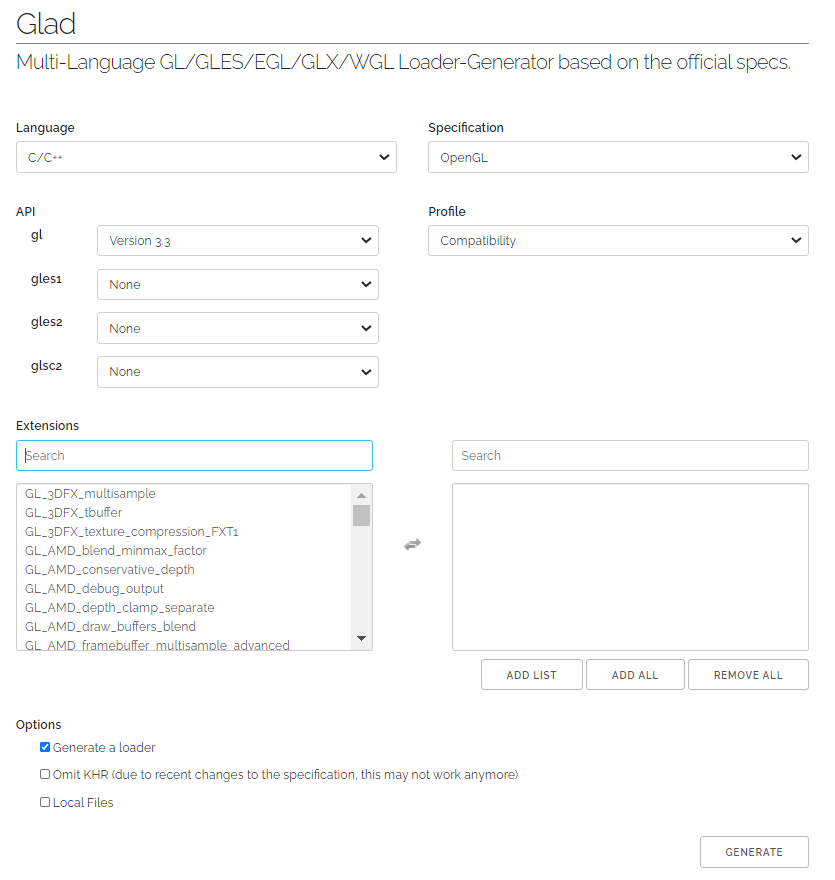 Glad
Multi-Language GL/GLES/EGL/GLX/WGL Loader-Generator based on the official specs.
Language
Specification
C/C++
OpenGL
API
Profile
gl
Version 3.3
Compatibility
gles1
None
gles2
None
glsc2
None
Extensions
Search
Search
GL_3DFX_multisample
GL_3DFX_tbuffer
GL_3DFX_texture_compression_FXT1
GL_AMD_blend_minmax_factor
GL_AMD_conservative_depth
GL_AMD_debug_output
GL_AMD_depth_clamp_separate
GL_AMD_draw_buffers_blend
GL_AMD_framebuffer_multisample_advanced
ADD LIST
ADD ALL
REMOVE ALL
Options
Generate a loader
Omit KHR (due to recent changes to the specification, this may not work anymore)
Local Files
GENERATE